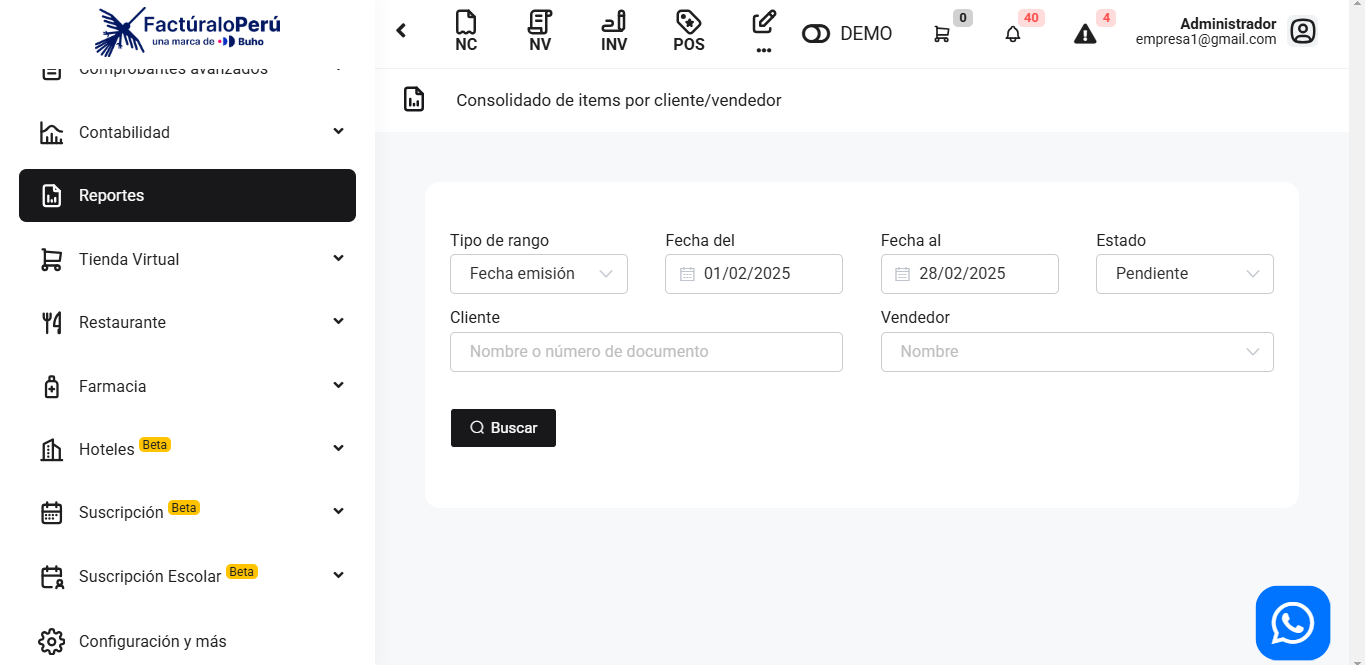 FactúraloPerú
una marca de Buho
Comprobantes avanzados
Contabilidad
Reportes
Tienda Virtual
Restaurante
Farmacia
Hoteles Beta
Suscripción Beta
Suscripción Escolar Beta
Configuración y más
NC
NV
INV
POS
DEMO
0
40
4
Administrador
empresa1@gmail.com
Consolidado de items por cliente/vendedor
Tipo de rango
Fecha emisión
Fecha del
01/02/2025
Fecha al
28/02/2025
Estado
Pendiente
Cliente
Nombre o número de documento
Vendedor
Nombre
Buscar